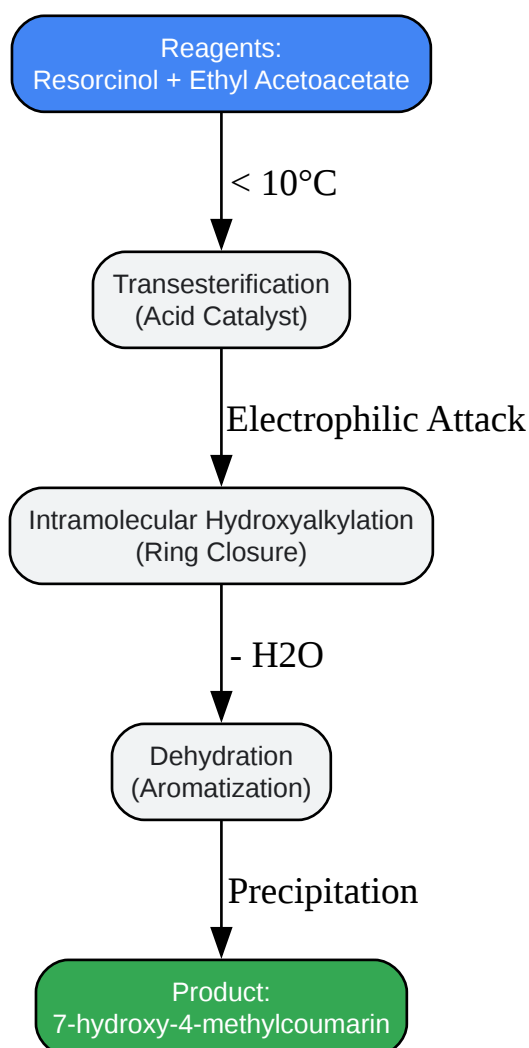 Reagents:
Resorcinol + Ethyl Acetoacetate
< 10°C
Transesterification
(Acid Catalyst)
Electrophilic Attack
Intramolecular Hydroxyalkylation
(Ring Closure)
- H2O
Dehydration
(Aromatization)
Precipitation
Product:
7-hydroxy-4-methylcoumarin